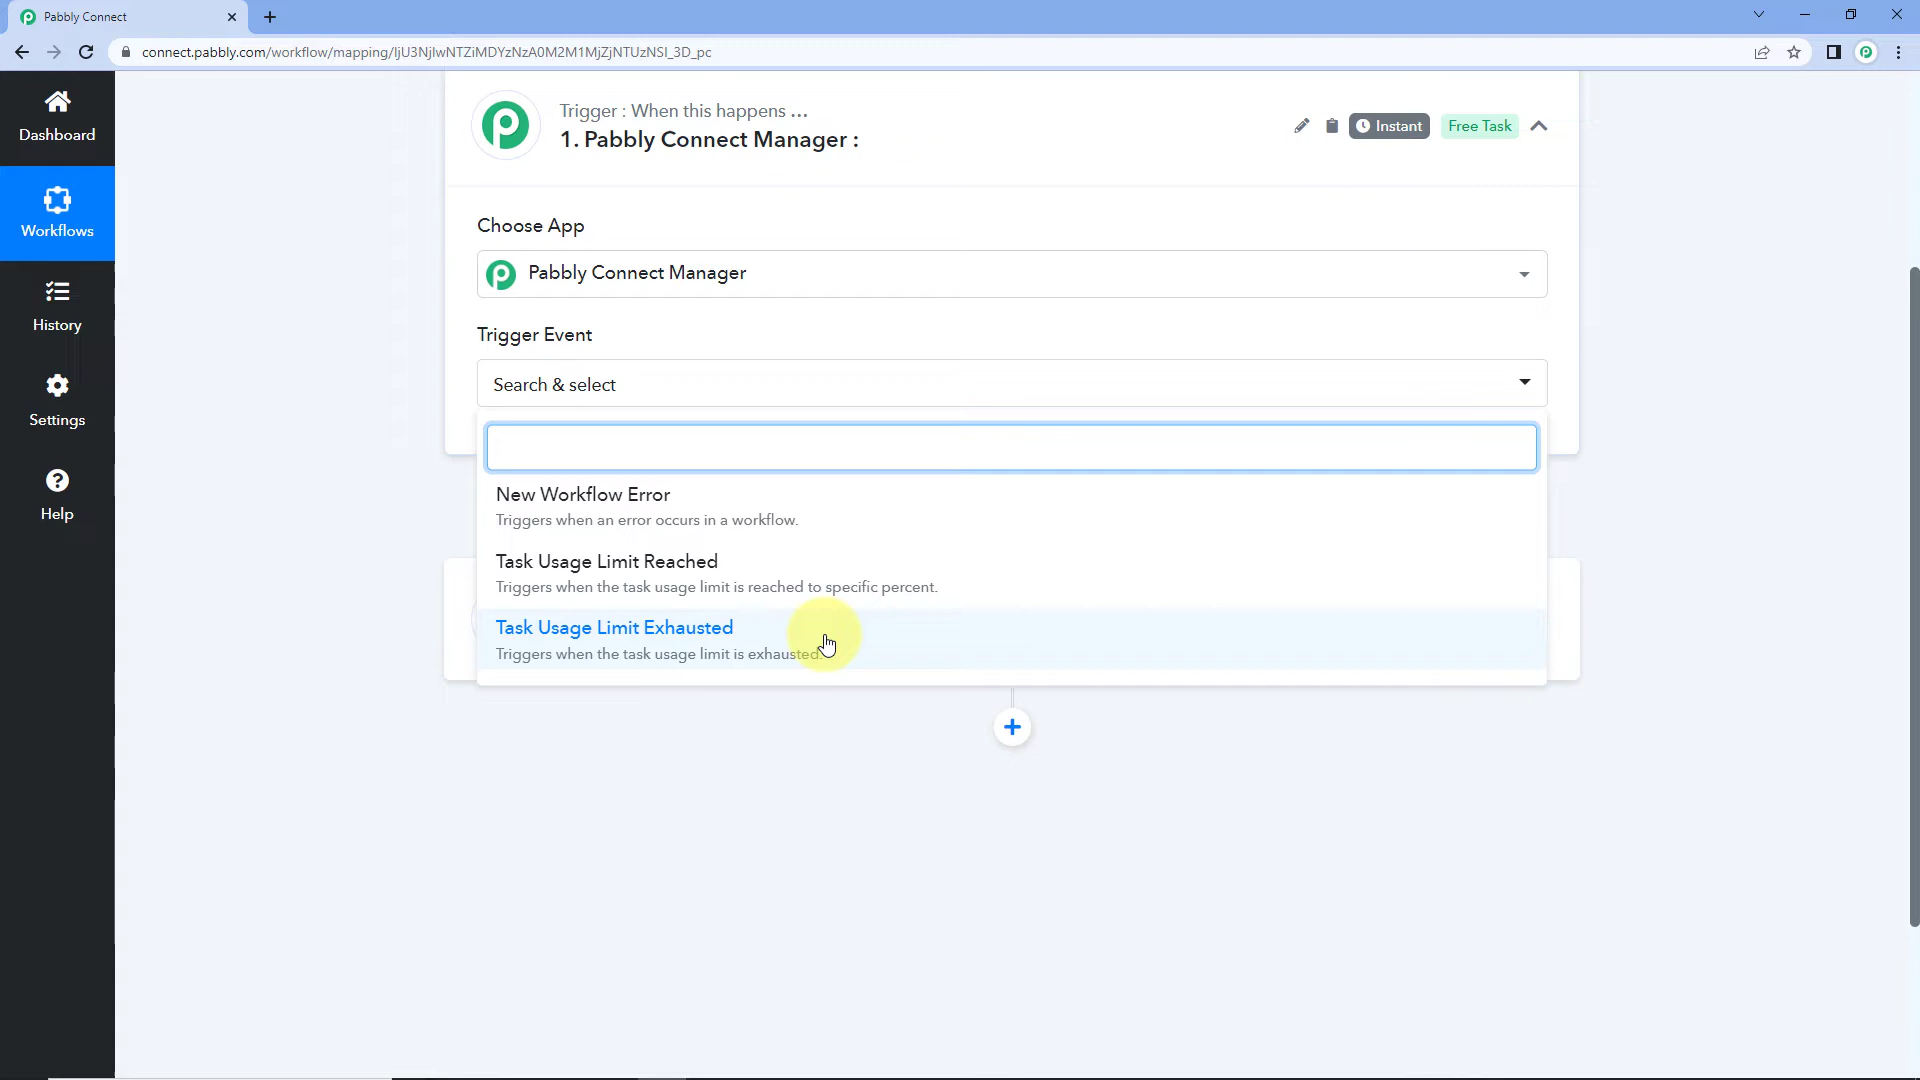 Pabbly Connect
connect.pabbly.com/workflow/mapping/
Dashboard
Workflows
History
Settings
Help
Trigger : When this happens ...
1. Pabbly Connect Manager :
Instant
Free Task
Choose App
Pabbly Connect Manager
Trigger Event
Search & select
New Workflow Error
Triggers when an error occurs in a workflow.
Task Usage Limit Reached
Triggers when the task usage limit is reached to specific percent.
Task Usage Limit Exhausted
Triggers when the task usage limit is exhausted.